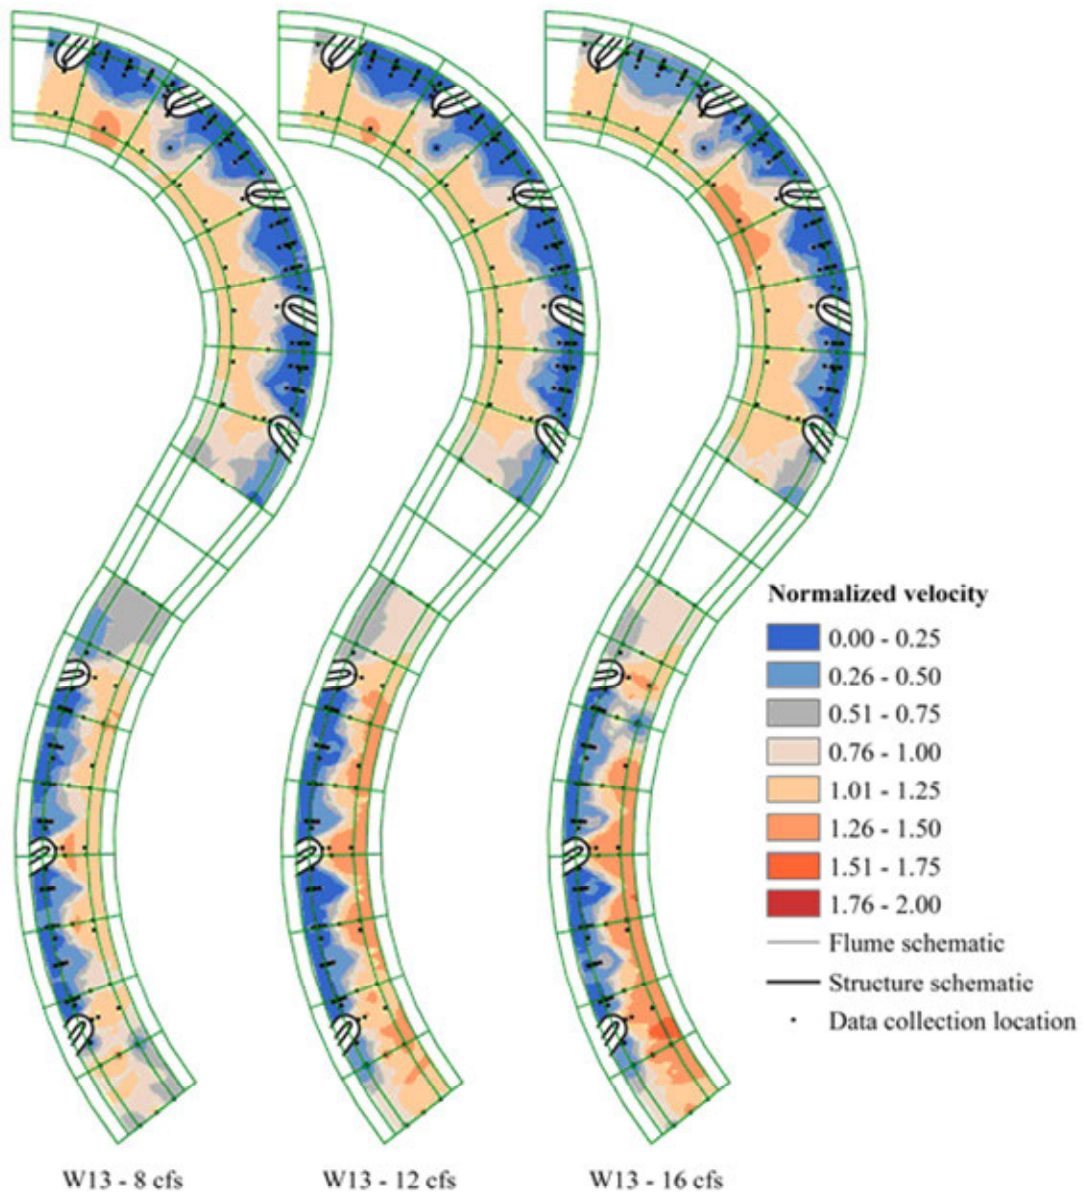 Normalized velocity
0.00 - 0.25
0.26 - 0.50
0.51 - 0.75
0.76 - 1.00
1.01 - 1.25
1.26 - 1.50
1.51 - 1.75
1.76 - 2.00
Flume schematic
Structure schematic
Data collection location
W13 - 8 cfs
W13 - 12 cfs
W13 - 16 cfs